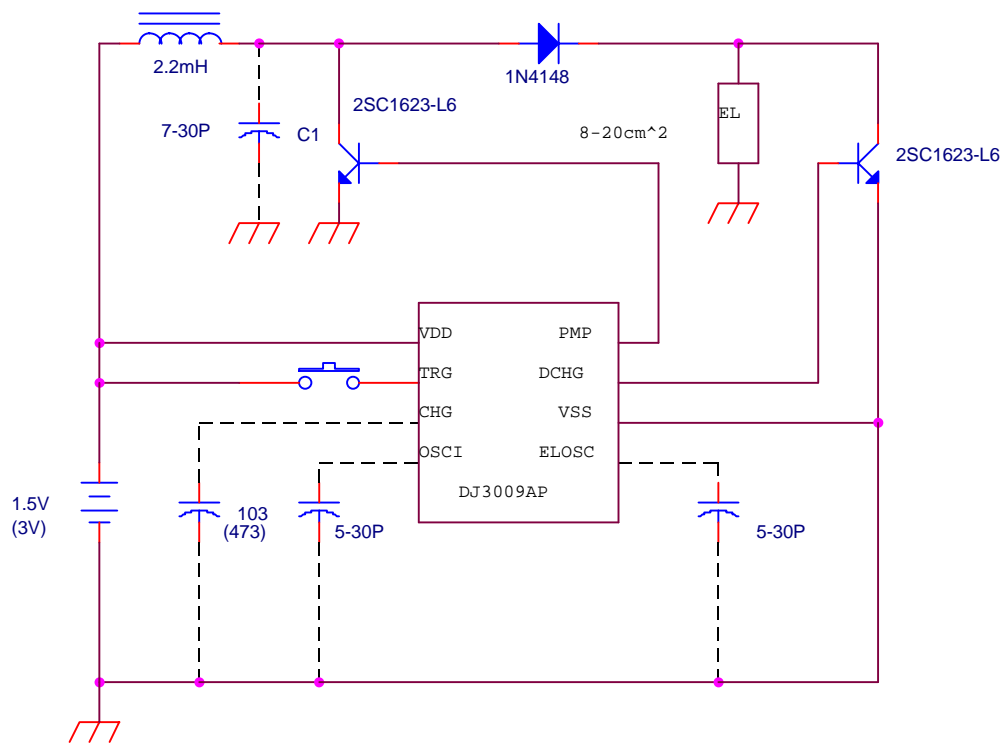 2.2mH
1N4148
7-30P
C1
2SC1623-L6
8-20cm^2
EL
2SC1623-L6
VDD
PMP
TRG
DCHG
CHG
VSS
OSCI
ELOSC
DJ3009AP
1.5V
(3V)
103
(473)
5-30P
5-30P